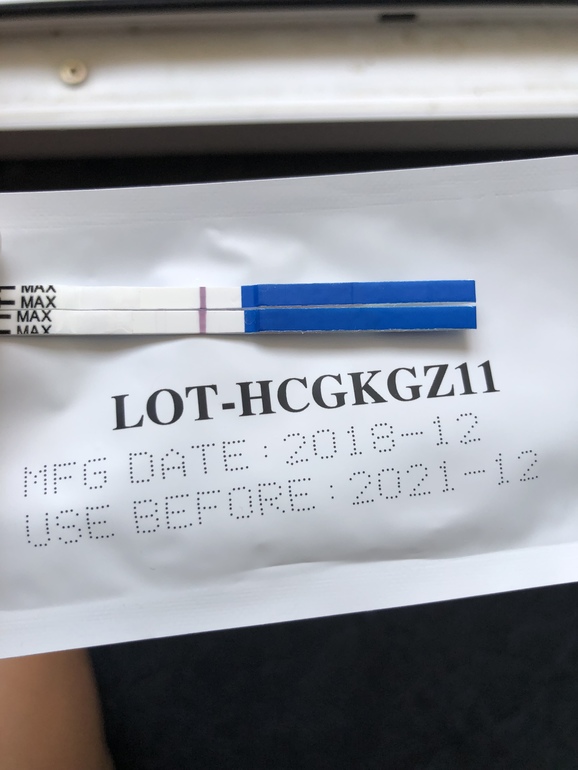 MAX
MAX
MAX
MAX
LOT-HCGKGZ11
MFG DATE:2018-12
USE BEFORE:2021-12